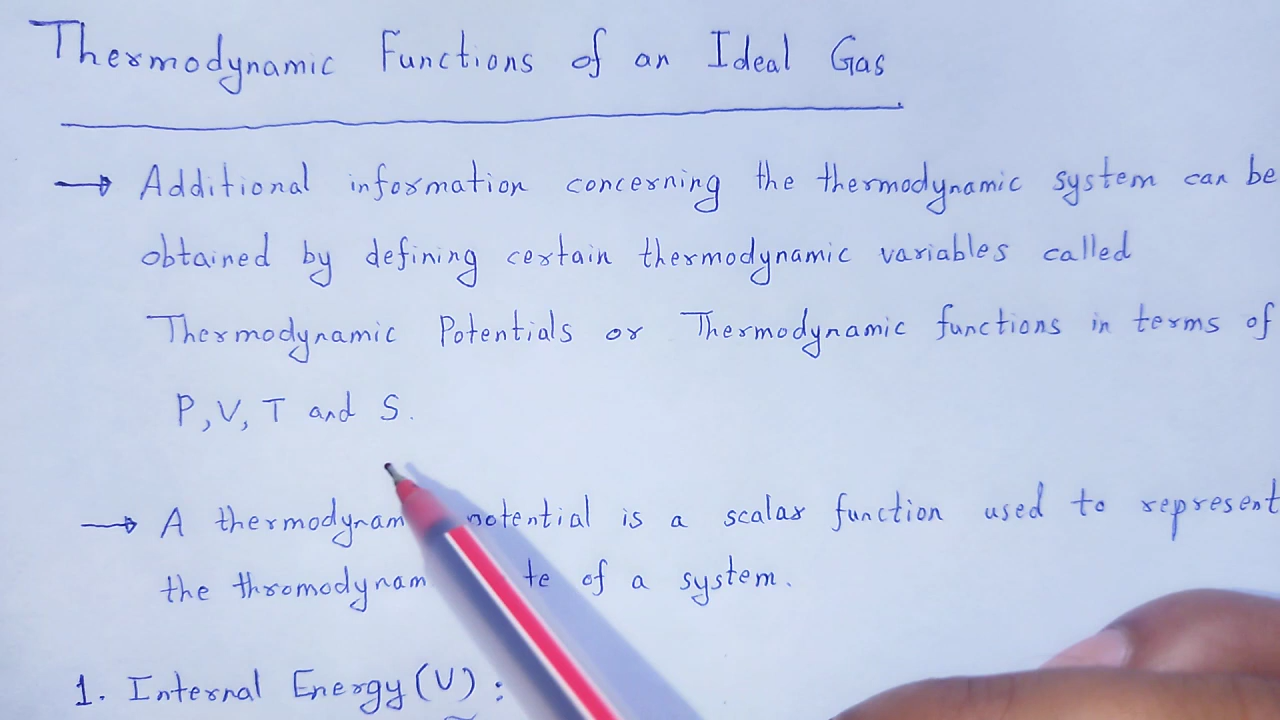 Thermodynamic Functions of an Ideal Gas
→ Additional information concerning the thermodynamic system can be
obtained by defining certain thermodynamic variables called
Thermodynamic Potentials or Thermodynamic functions in terms of
P, V, T and S.
→ A thermodynam potential is a scalar function used to represent
the thromodynam te of a system.
1. Internal Energy (U) :